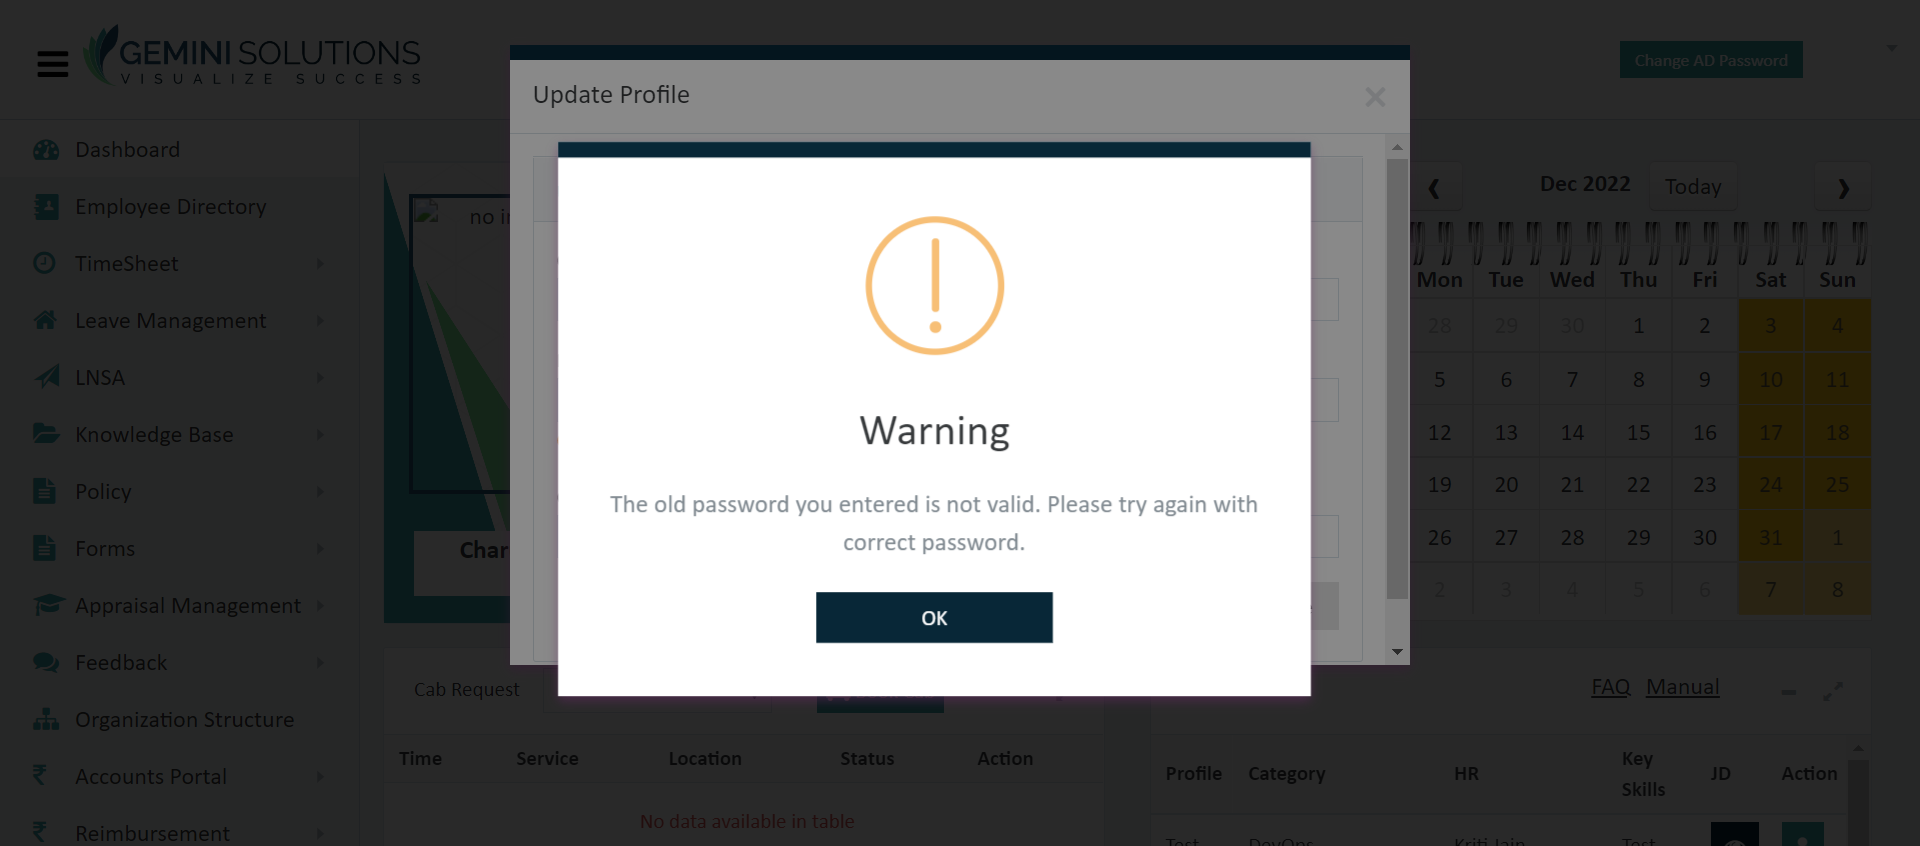 GEMINI SOLUTIONS
VISUALIZE SUCCESS
Change AD Password
Dashboard
Employee Directory
TimeSheet
Leave Management
LNSA
Knowledge Base
Policy
Forms
Appraisal Management
Feedback
Organization Structure
Accounts Portal
Reimbursement
Update Profile
×
no
Warning
The old password you entered is not valid. Please try again with
correct password.
OK
Dec 2022
Today
Mon Tue Wed Thu Fri Sat Sun
28 29 30 1 2 3 4
5 6 7 8 9 10 11
12 13 14 15 16 17 18
19 20 21 22 23 24 25
26 27 28 29 30 31 1
2 3 4 5 6 7 8
Cab Request
Time Service Location Status Action
No data available in table
FAQ Manual
Profile Category HR Key Skills JD Action
Test DevOps Kriti Jain Test